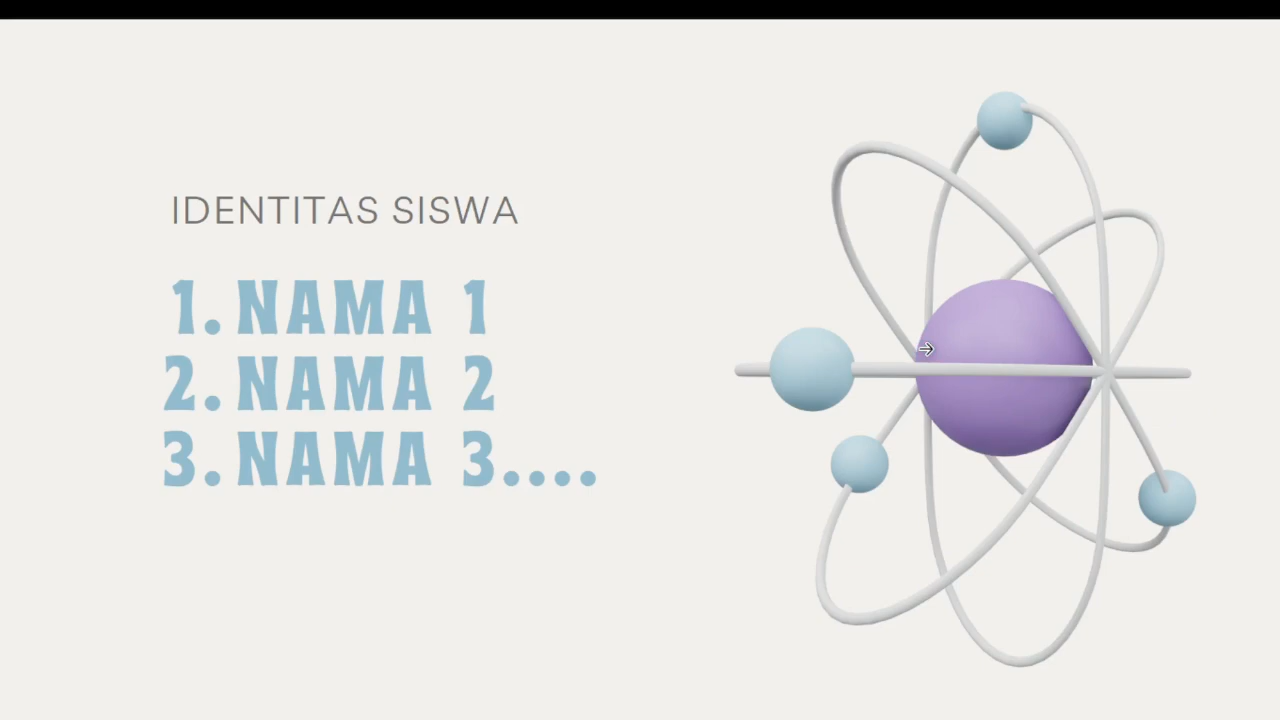 IDENTITAS SISWA
1. NAMA 1
2. NAMA 2
3. NAMA 3....